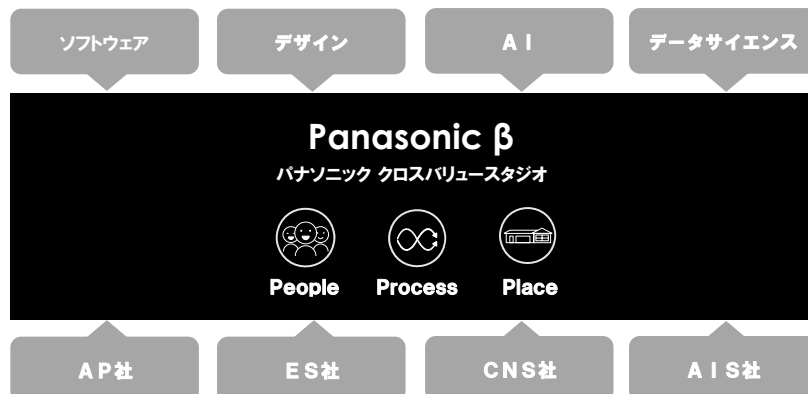 ソフトウェア
デザイン
ＡＩ
データサイエンス
Panasonic β
パナソニック クロスバリュースタジオ
People
Process
Place
ＡＰ社
ＥＳ社
ＣＮＳ社
ＡＩＳ社